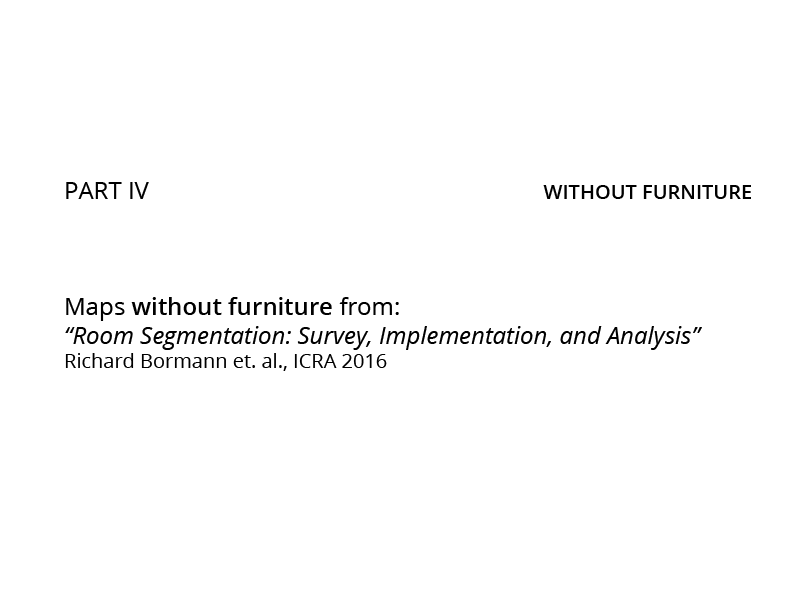 PART IV
WITHOUT FURNITURE
Maps without furniture from:
“Room Segmentation: Survey, Implementation, and Analysis”
Richard Bormann et. al., ICRA 2016